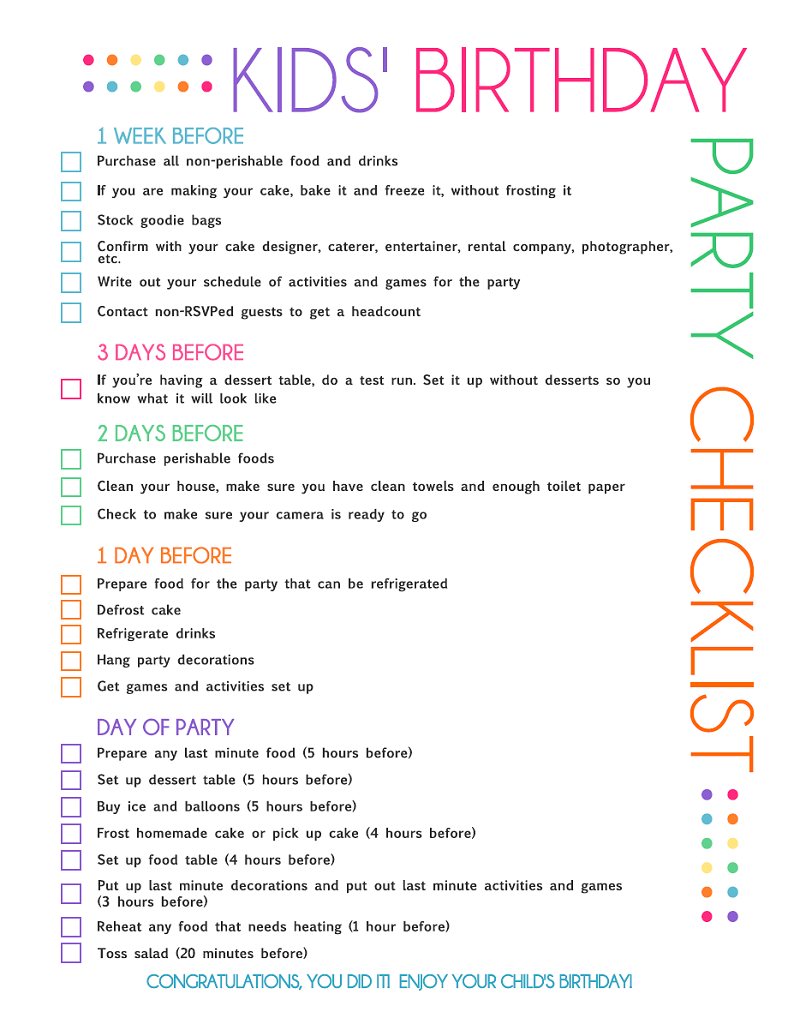 KIDS' BIRTHDAY
PARTY CHECKLIST
1 WEEK BEFORE
Purchase all non-perishable food and drinks
If you are making your cake, bake it and freeze it, without frosting it
Stock goodie bags
Confirm with your cake designer, caterer, entertainer, rental company, photographer,
etc.
Write out your schedule of activities and games for the party
Contact non-RSVPed guests to get a headcount
3 DAYS BEFORE
If you're having a dessert table, do a test run. Set it up without desserts so you
know what it will look like
2 DAYS BEFORE
Purchase perishable foods
Clean your house, make sure you have clean towels and enough toilet paper
Check to make sure your camera is ready to go
1 DAY BEFORE
Prepare food for the party that can be refrigerated
Defrost cake
Refrigerate drinks
Hang party decorations
Get games and activities set up
DAY OF PARTY
Prepare any last minute food (5 hours before)
Set up dessert table (5 hours before)
Buy ice and balloons (5 hours before)
Frost homemade cake or pick up cake (4 hours before)
Set up food table (4 hours before)
Put up last minute decorations and put out last minute activities and games
(3 hours before)
Reheat any food that needs heating (1 hour before)
Toss salad (20 minutes before)
CONGRATULATIONS, YOU DID IT! ENJOY YOUR CHILD'S BIRTHDAY!